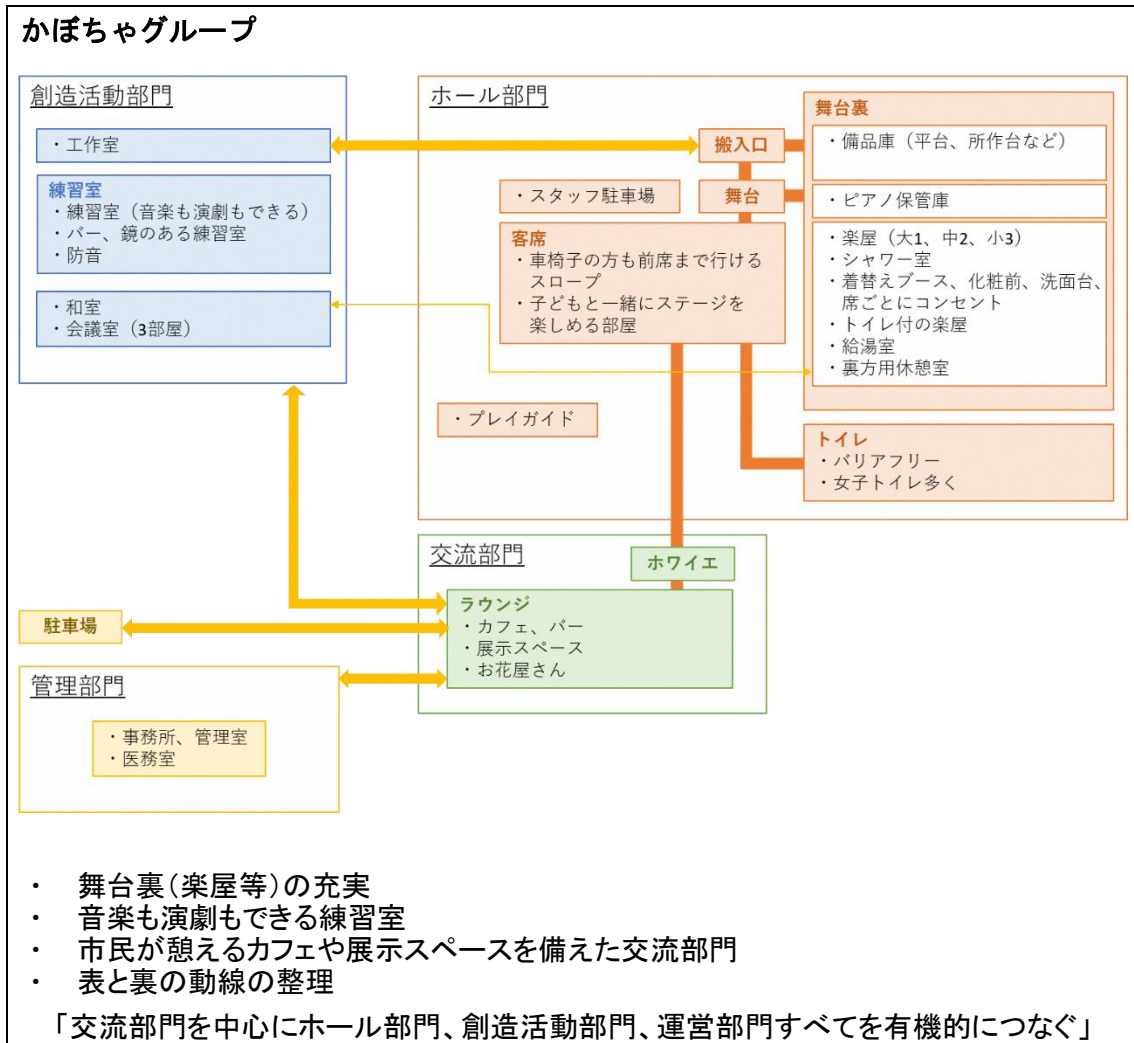 かぼちゃグループ
創造活動部門
・工作室
練習室
・練習室（音楽も演劇もできる）
・バー、鏡のある練習室
・防音
・和室
・会議室（3部屋）
ホール部門
搬入口
・スタッフ駐車場
舞台
客席
・車椅子の方も前席まで行ける
スロープ
・子どもと一緒にステージを
楽しめる部屋
・プレイガイド
舞台裏
・備品庫（平台、所作台など）
・ピアノ保管庫
・楽屋（大1、中2、小3）
・シャワー室
・着替えブース、化粧前、洗面台、
席ごとにコンセント
・トイレ付の楽屋
・給湯室
・裏方用休憩室
トイレ
・バリアフリー
・女子トイレ多く
交流部門
ホワイエ
ラウンジ
・カフェ、バー
・展示スペース
・お花屋さん
駐車場
管理部門
・事務所、管理室
・医務室
・ 舞台裏（楽屋等）の充実
・ 音楽も演劇もできる練習室
・ 市民が憩えるカフェや展示スペースを備えた交流部門
・ 表と裏の動線の整理
「交流部門を中心にホール部門、創造活動部門、運営部門すべてを有機的につなぐ」